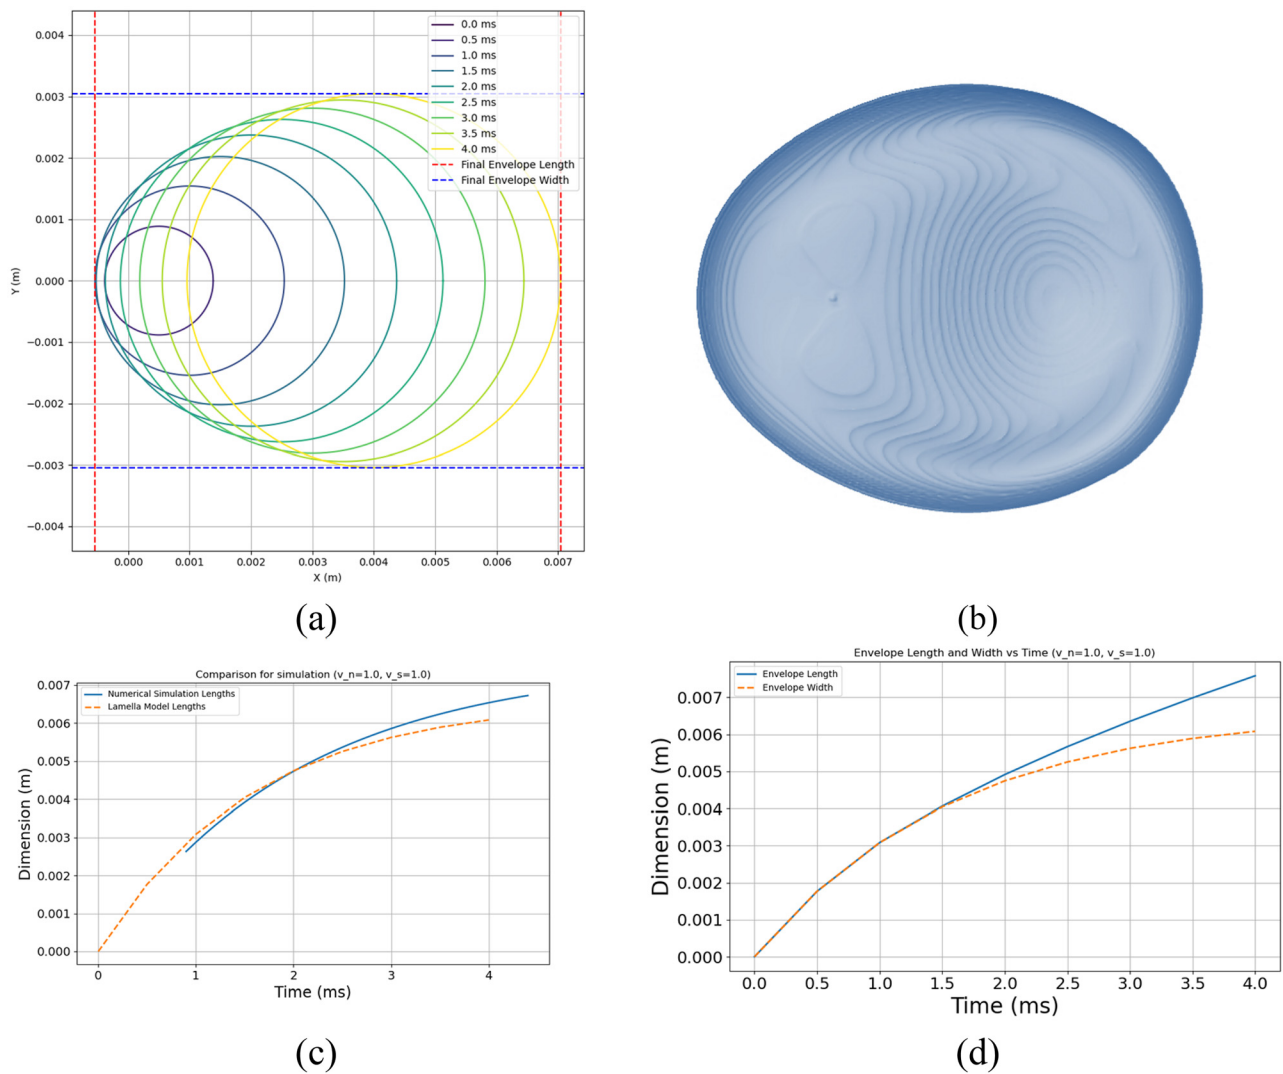 0.0 ms
0.5 ms
1.0 ms
1.5 ms
2.0 ms
2.5 ms
3.0 ms
3.5 ms
4.0 ms
Final Envelope Length
Final Envelope Width
0.004
0.003
0.002
0.001
0.000
−0.001
−0.002
−0.003
−0.004
Y (m)
0.000 0.001 0.002 0.003 0.004 0.005 0.006 0.007
X (m)
(a)
(b)
Comparison for simulation (v_n=1.0, v_s=1.0)
Numerical Simulation Lengths
Lamella Model Lengths
0.007
0.006
0.005
0.004
0.003
0.002
0.001
0.000
Dimension (m)
0 1 2 3 4
Time (ms)
(c)
Envelope Length and Width vs Time (v_n=1.0, v_s=1.0)
Envelope Length
Envelope Width
0.007
0.006
0.005
0.004
0.003
0.002
0.001
0.000
Dimension (m)
0.0 0.5 1.0 1.5 2.0 2.5 3.0 3.5 4.0
Time (ms)
(d)